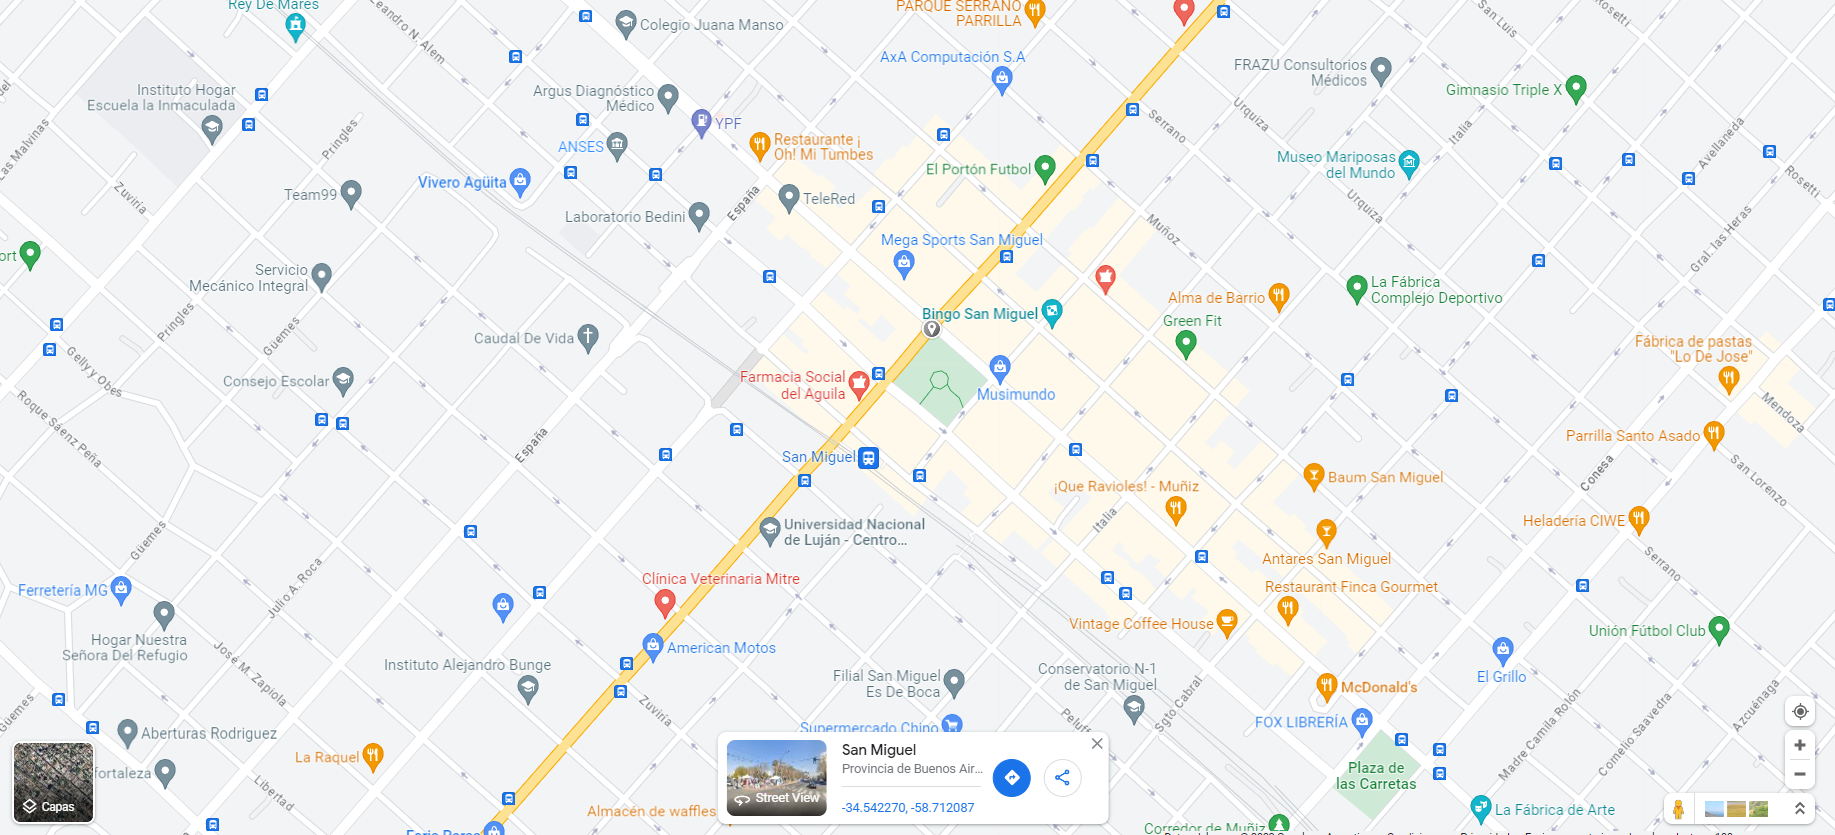 Rey De Mares
Leandro N. Alem
Colegio Juana Manso
PARQUE SERRANO
PARRILLA
San Luis
Rosetti
AxA Computación S.A
FRAZU Consultorios
Médicos
Gimnasio Triple X
Instituto Hogar
Escuela la Inmaculada
Argus Diagnóstico
Médico
YPF
Las Malvinas
Pringles
ANSES
Restaurante ¡
Oh! Mi Tumbes
Serrano
Urquiza
Italia
Avellaneda
Museo Mariposas
del Mundo
El Portón Futbol
Vivero Agüita
Team99
Zuviría
España
TeleRed
Laboratorio Bedini
Rosetti
Urquiza
Muñoz
Gral. las Heras
Mega Sports San Miguel
ort
Servicio
Mecánico Integral
La Fábrica
Complejo Deportivo
Alma de Barrio
Bingo San Miguel
Green Fit
Pringles
Guemes
Caudal De Vida
Fábrica de pastas
"Lo De Jose"
Gelly y Obes
Consejo Escolar
Farmacia Social
del Aguila
Musimundo
Mendoza
Roque Sáenz Peña
España
Parrilla Santo Asado
San Miguel
Conesa
San Lorenzo
Baum San Miguel
¡Que Ravioles! - Muñiz
Italia
Heladería CIWE
Universidad Nacional
de Luján - Centro...
Güemes
Antares San Miguel
Serrano
Clínica Veterinaria Mitre
Ferretería MG
Julio A. Roca
Restaurant Finca Gourmet
Hogar Nuestra
Señora Del Refugio
Vintage Coffee House
Unión Fútbol Club
American Motos
José M. Zapiola
Instituto Alejandro Bunge
Filial San Miguel
Es De Boca
Conservatorio N-1
de San Miguel
El Grillo
McDonald's
Güemes
Zuviría
Sgto Cabral
Madre Camila Rolón
Cornelio Saavedra
Azcuénaga
Supermercado Chino
FOX LIBRERÍA
Aberturas Rodriguez
La Raquel
fortaleza
Libertad
Plaza de
las Carretas
San Miguel
Provincia de Buenos Air...
Street View
-34.542270, -58.712087
Capas
Almacén de waffles
La Fábrica de Arte
Corredor de Muñiz